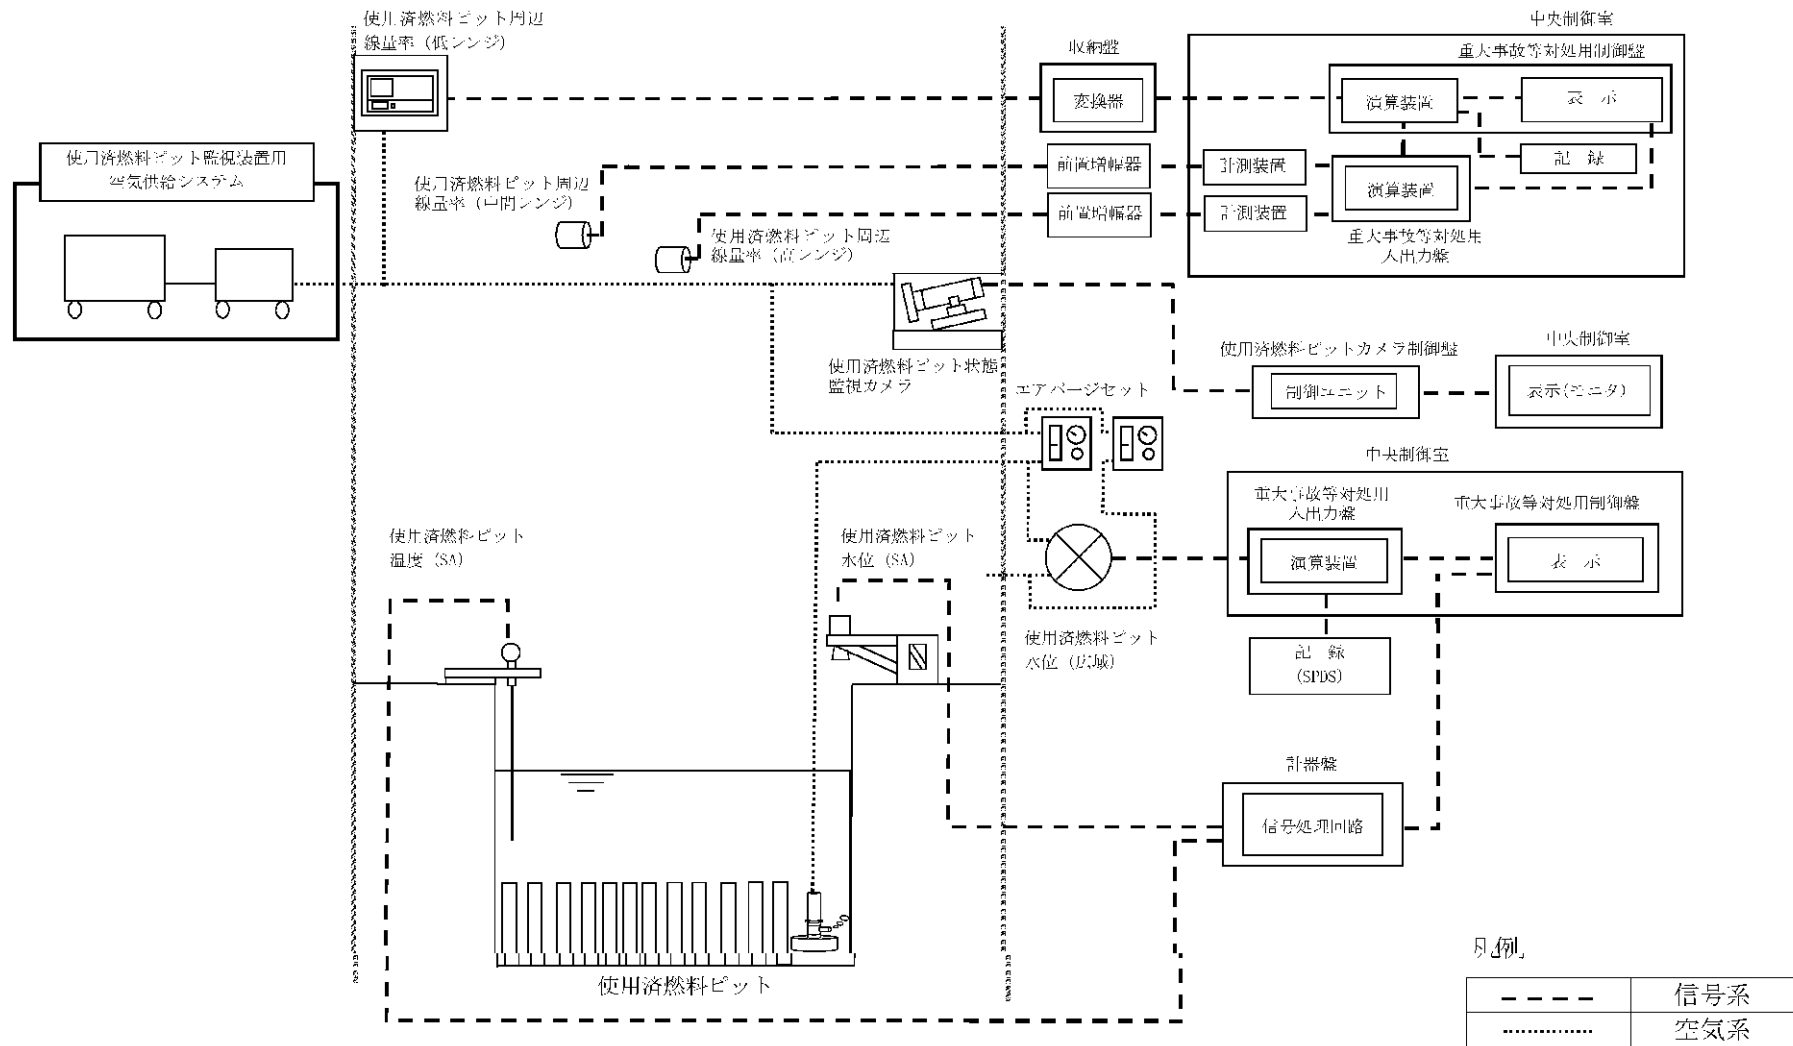 使用済燃料ピット周辺
線量率（低レンジ）
中央制御室
収納盤
重大事故等対処用制御盤
変換器
演算装置
表　示
使用済燃料ピット監視装置用
空気供給システム
前置増幅器
計測装置
記　録
使用済燃料ピット周辺
線量率（中間レンジ）
演算装置
前置増幅器
計測装置
使用済燃料ピット周辺
線量率（高レンジ）
重大事故等対処用
入出力盤
使用済燃料ピット状態
監視カメラ
使用済燃料ピットカメラ制御盤
中央制御室
制御ユニット
表示(モニタ)
エアパージセット
中央制御室
重大事故等対処用
入出力盤
重大事故等対処用制御盤
使用済燃料ピット
温度（SA）
使用済燃料ピット
水位（SA）
演算装置
表　示
使用済燃料ピット
水位（広域）
記　録
(SPDS)
計器盤
信号処理回路
使用済燃料ピット
凡例
信号系
空気系